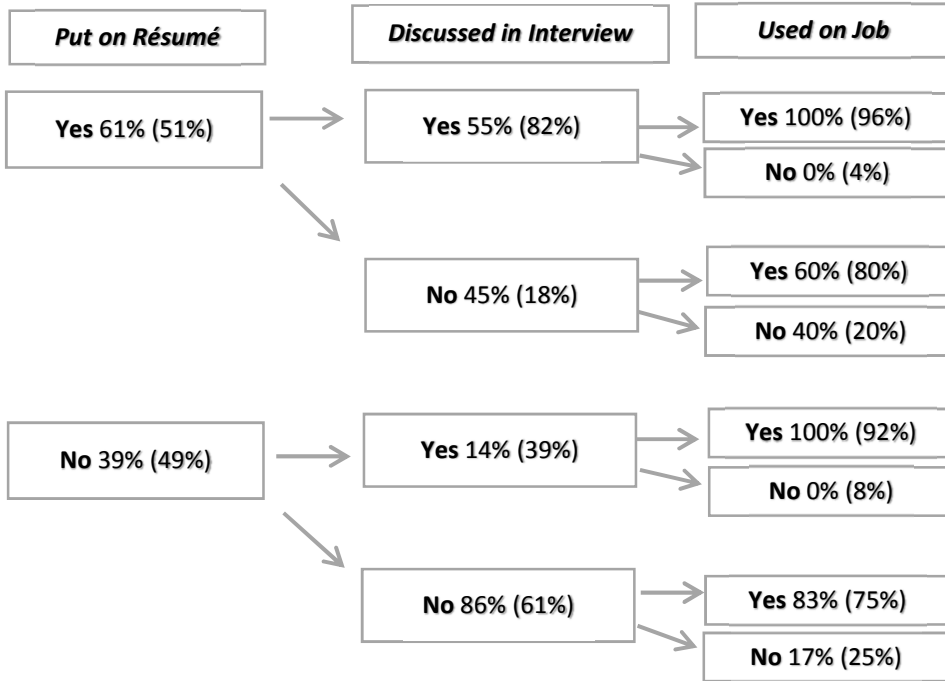 Put on Résumé
Discussed in Interview
Used on Job
Yes 61% (51%)
Yes 55% (82%)
Yes 100% (96%)
No 0% (4%)
No 45% (18%)
Yes 60% (80%)
No 40% (20%)
No 39% (49%)
Yes 14% (39%)
Yes 100% (92%)
No 0% (8%)
No 86% (61%)
Yes 83% (75%)
No 17% (25%)